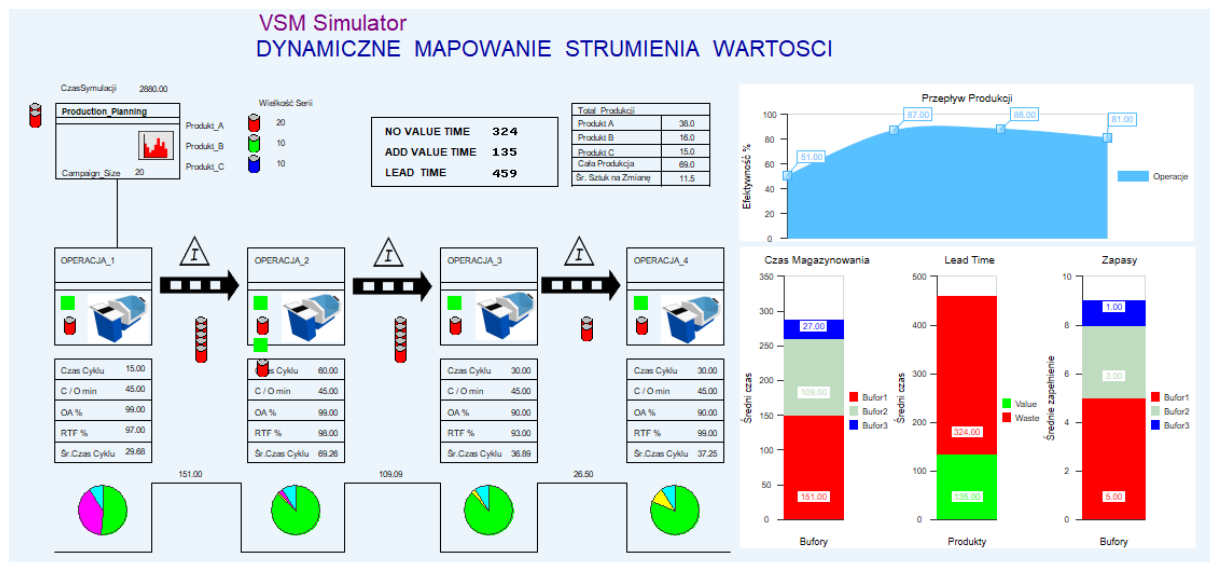 VSM Simulator
DYNAMICZNE MAPOWANIE STRUMIENIA WARTOSCI
CzasSymulacji 2880.00
Production_Planning
Campaign_Size 20
Wielkość Serii
Produkt_A 20
Produkt_B 10
Produkt_C 10
NO VALUE TIME 324
ADD VALUE TIME 135
LEAD TIME 459
Total Produkcji
Produkt A 38.0
Produkt B 16.0
Produkt C 15.0
Cała Produkcja 69.0
Śr. Sztuk na Zmianę 11.5
Przepływ Produkcji
Efektywność %
100
80
60
40
20
0
51.00
87.00
88.00
81.00
Operacje
OPERACJA_1
I
OPERACJA_2
I
OPERACJA_3
I
OPERACJA_4
Czas Cyklu 15.00
C / O min 45.00
OA % 99.00
RTF % 97.00
Śr.Czas Cyklu 29.68
Cyklu 60.00
C / O min 45.00
OA % 99.00
RTF % 98.00
Śr.Czas Cyklu 69.26
Czas Cyklu 30.00
C / O min 45.00
OA % 90.00
RTF % 93.00
Śr.Czas Cyklu 36.89
Czas Cyklu 30.00
C / O min 45.00
OA % 90.00
RTF % 99.00
Śr.Czas Cyklu 37.25
151.00
109.09
26.50
Czas Magazynowania
Średni czas
350
300
250
200
150
100
50
0
27.00
109.00
151.00
Bufor1
Bufor2
Bufor3
Bufory
Lead Time
Średni czas
500
400
300
200
100
0
324.00
135.00
Value
Waste
Produkty
Zapasy
Średnie zapełnienie
10
8
6
4
2
0
1.00
3.00
5.00
Bufor1
Bufor2
Bufor3
Bufory